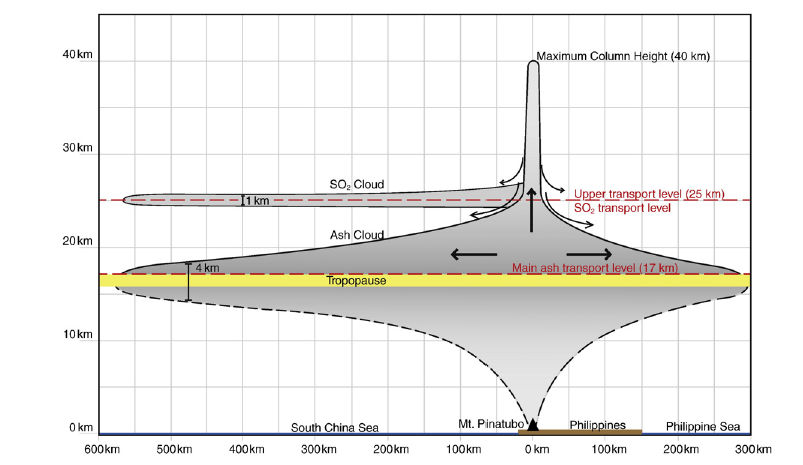 40 km
Maximum Column Height (40 km)
30 km
SO₂ Cloud
Upper transport level (25 km)
1 km
SO₂ transport level
Ash Cloud
20 km
4 km
Main ash transport level (17 km)
Tropopause
10 km
0 km
South China Sea
Mt. Pinatubo
Philippines
Philippine Sea
600km
500km
400km
300km
200km
100km
0 km
100km
200km
300km